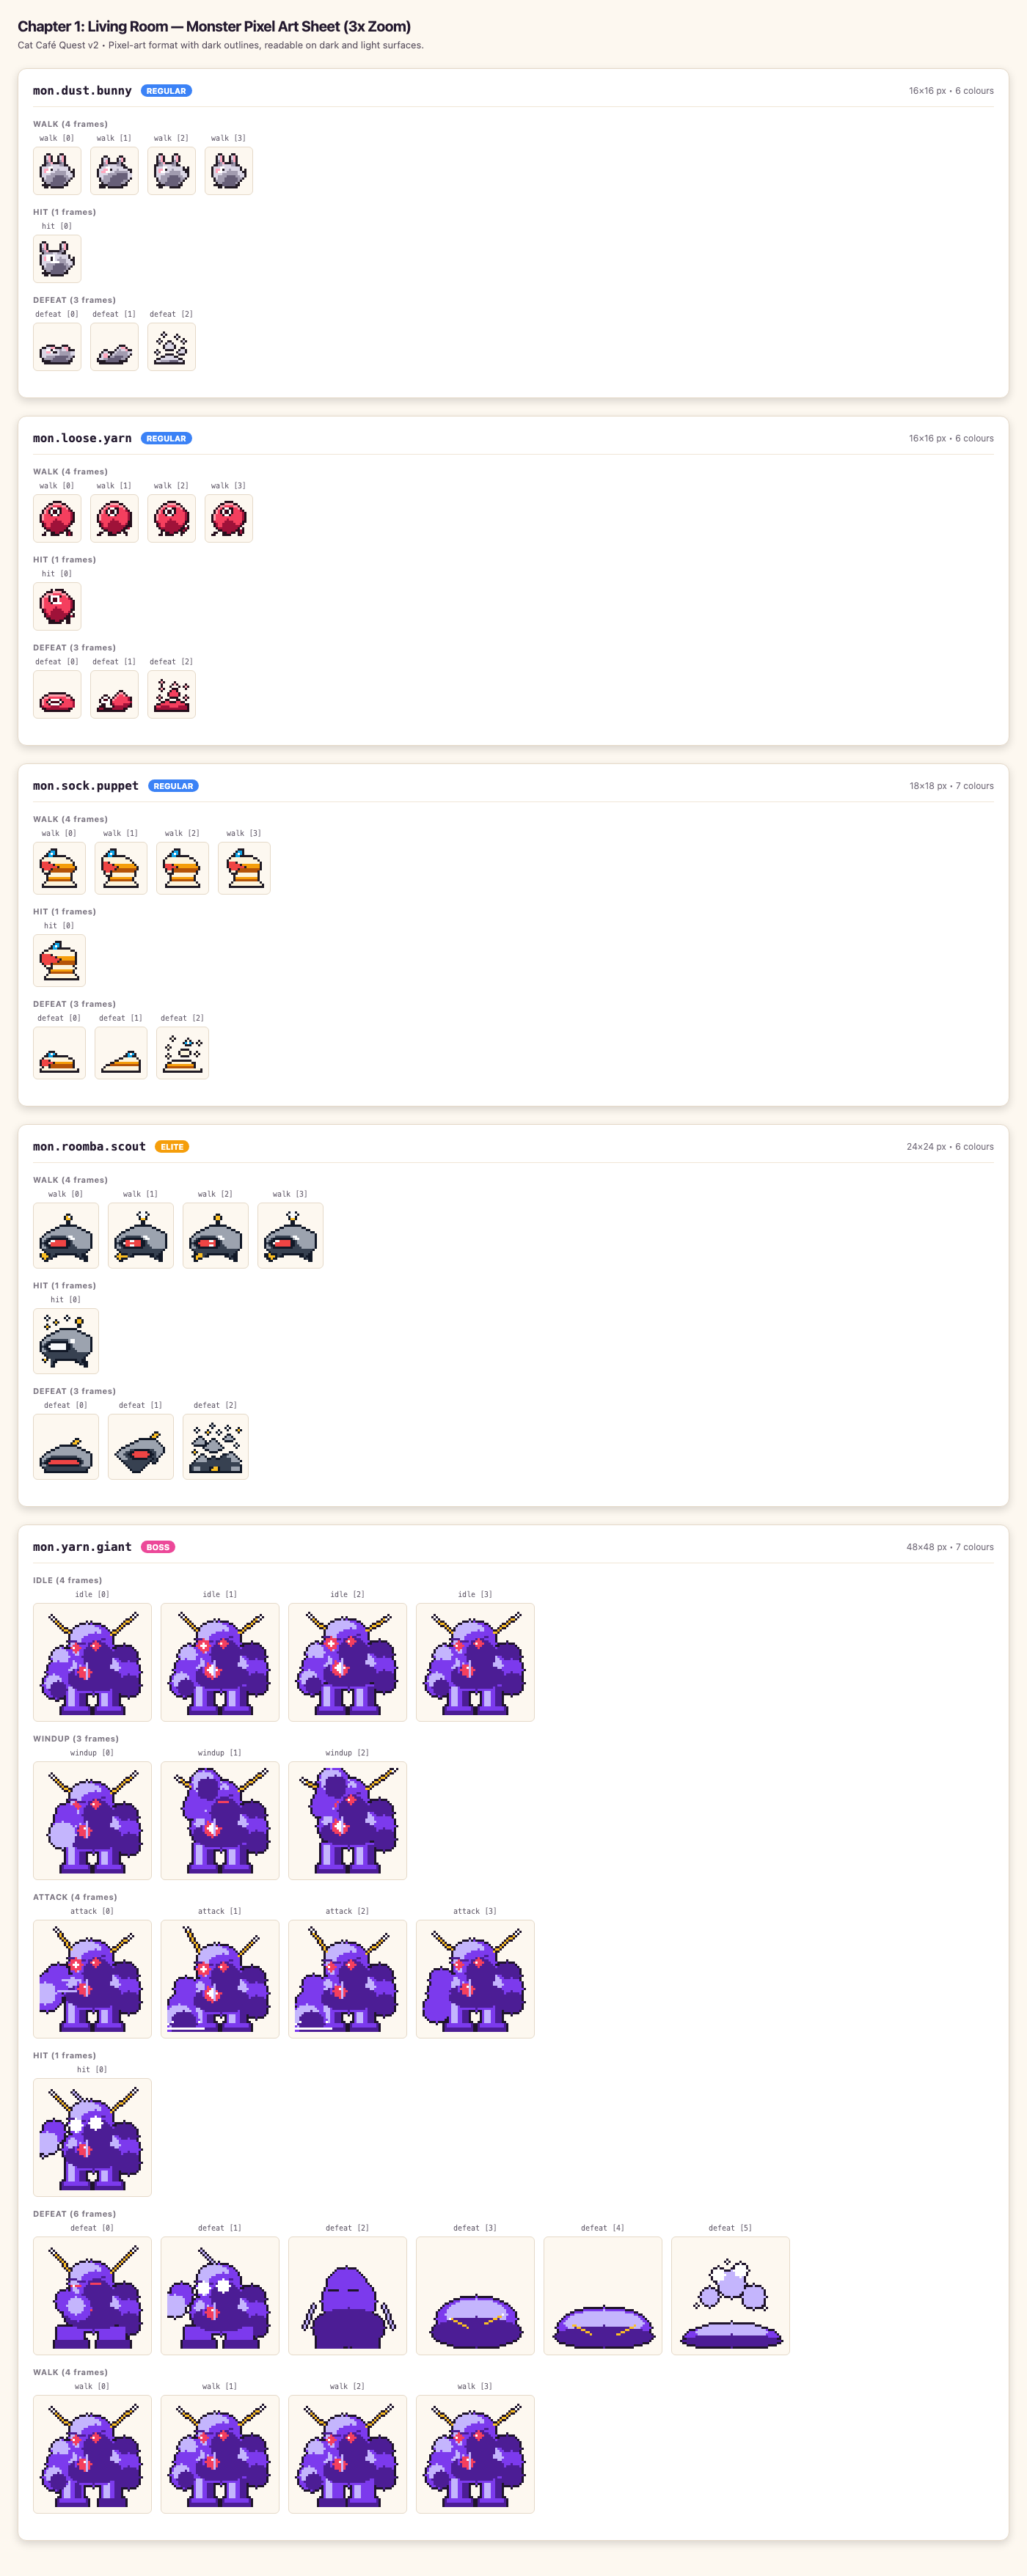 Chapter 1: Living Room — Monster Pixel Art Sheet (3x Zoom)
Cat Café Quest v2 • Pixel-art format with dark outlines, readable on dark and light surfaces.
mon.dust.bunny REGULAR 16×16 px • 6 colours
WALK (4 frames)
walk [0] walk [1] walk [2] walk [3]
HIT (1 frames)
hit [0]
DEFEAT (3 frames)
defeat [0] defeat [1] defeat [2]
mon.loose.yarn REGULAR 16×16 px • 6 colours
WALK (4 frames)
walk [0] walk [1] walk [2] walk [3]
HIT (1 frames)
hit [0]
DEFEAT (3 frames)
defeat [0] defeat [1] defeat [2]
mon.sock.puppet REGULAR 18×18 px • 7 colours
WALK (4 frames)
walk [0] walk [1] walk [2] walk [3]
HIT (1 frames)
hit [0]
DEFEAT (3 frames)
defeat [0] defeat [1] defeat [2]
mon.roomba.scout ELITE 24×24 px • 6 colours
WALK (4 frames)
walk [0] walk [1] walk [2] walk [3]
HIT (1 frames)
hit [0]
DEFEAT (3 frames)
defeat [0] defeat [1] defeat [2]
mon.yarn.giant BOSS 48×48 px • 7 colours
IDLE (4 frames)
idle [0] idle [1] idle [2] idle [3]
WINDUP (3 frames)
windup [0] windup [1] windup [2]
ATTACK (4 frames)
attack [0] attack [1] attack [2] attack [3]
HIT (1 frames)
hit [0]
DEFEAT (6 frames)
defeat [0] defeat [1] defeat [2] defeat [3] defeat [4] defeat [5]
WALK (4 frames)
walk [0] walk [1] walk [2] walk [3]